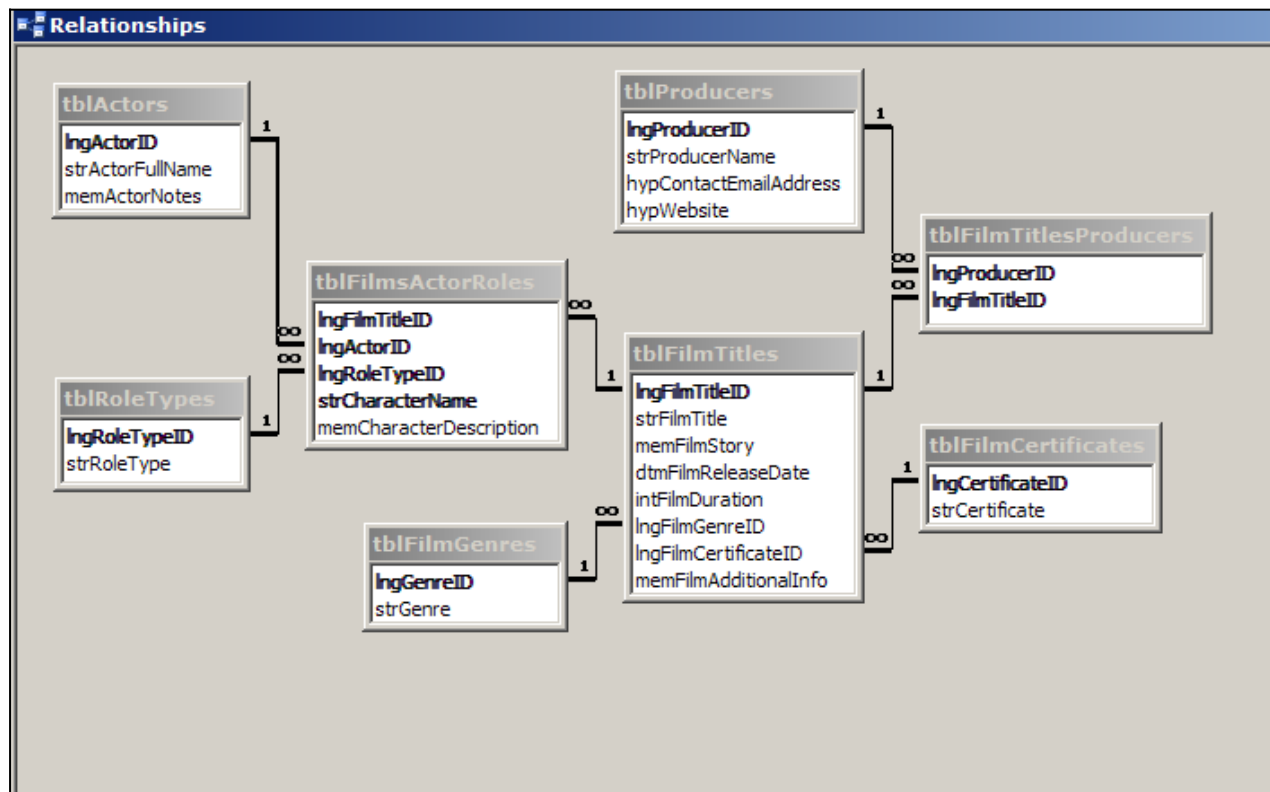 Relationships
tblActors
lngActorID
strActorFullName
memActorNotes
1
tblProducers
lngProducerID
strProducerName
hypContactEmailAddress
hypWebsite
1
tblFilmTitlesProducers
lngProducerID
lngFilmTitleID
∞
∞
tblFilmsActorRoles
lngFilmTitleID
lngActorID
lngRoleTypeID
strCharacterName
memCharacterDescription
∞
∞
∞
tblRoleTypes
lngRoleTypeID
strRoleType
1
tblFilmTitles
lngFilmTitleID
strFilmTitle
memFilmStory
dtmFilmReleaseDate
intFilmDuration
lngFilmGenreID
lngFilmCertificateID
memFilmAdditionalInfo
1
1
∞
∞
tblFilmCertificates
lngCertificateID
strCertificate
1
tblFilmGenres
lngGenreID
strGenre
1